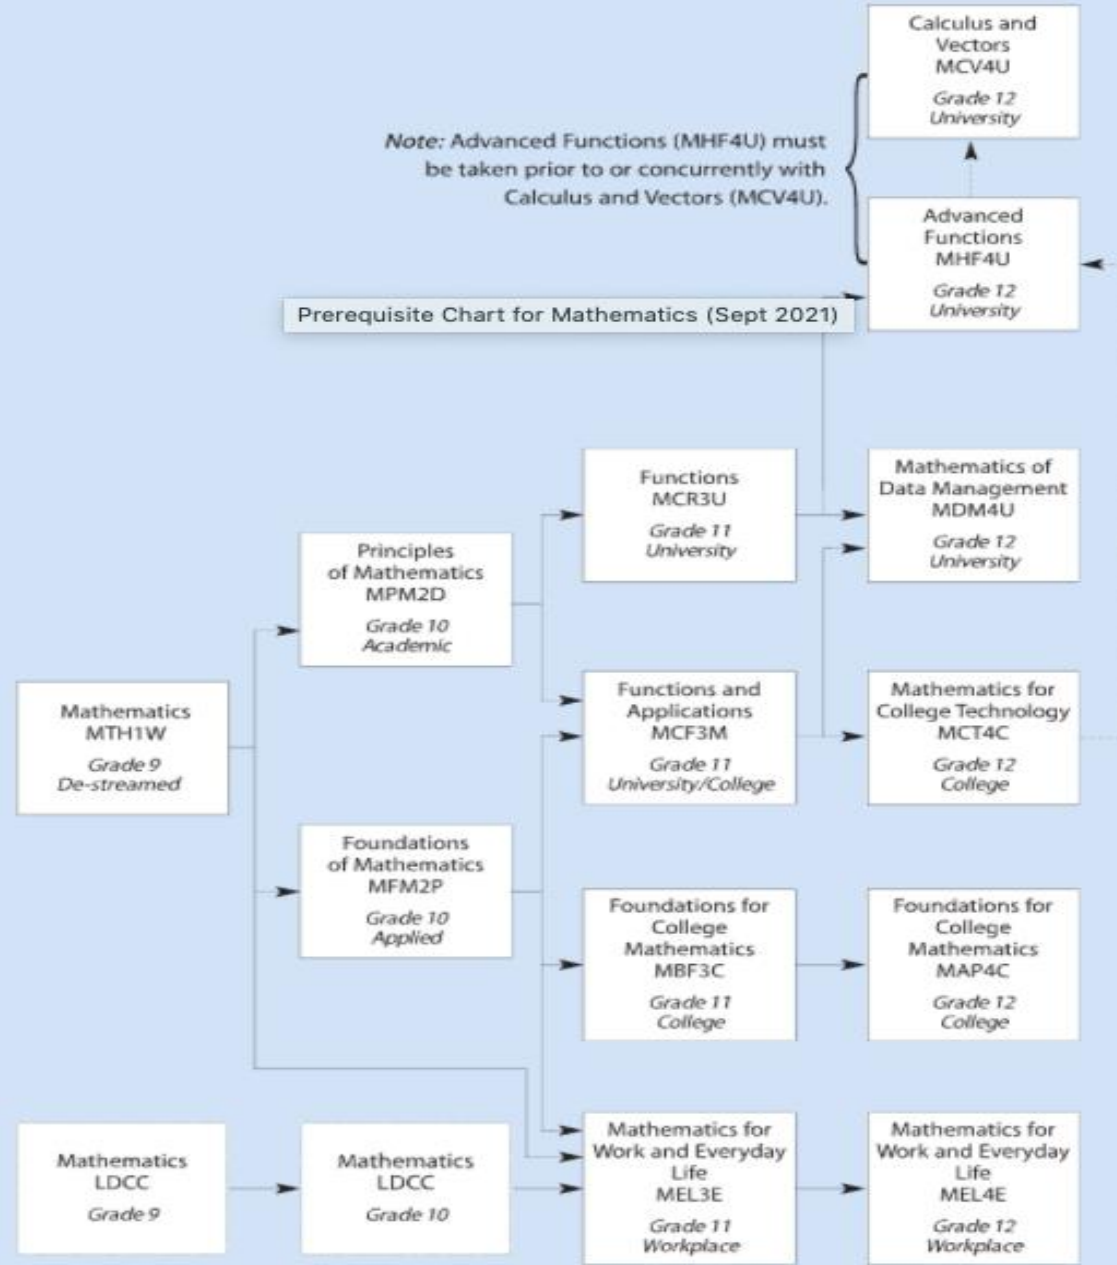 Calculus and
Vectors
MCV4U
Grade 12
University
Note: Advanced Functions (MHF4U) must
be taken prior to or concurrently with
Calculus and Vectors (MCV4U).
Advanced
Functions
MHF4U
Grade 12
University
Prerequisite Chart for Mathematics (Sept 2021)
Functions
MCR3U
Grade 11
University
Mathematics of
Data Management
MDM4U
Grade 12
University
Principles
of Mathematics
MPM2D
Grade 10
Academic
Mathematics
MTH1W
Grade 9
De-streamed
Functions and
Applications
MCF3M
Grade 11
University/College
Mathematics for
College Technology
MCT4C
Grade 12
College
Foundations
of Mathematics
MFM2P
Grade 10
Applied
Foundations for
College
Mathematics
MBF3C
Grade 11
College
Foundations for
College
Mathematics
MAP4C
Grade 12
College
Mathematics
LDCC
Grade 9
Mathematics
LDCC
Grade 10
Mathematics for
Work and Everyday
Life
MEL3E
Grade 11
Workplace
Mathematics for
Work and Everyday
Life
MEL4E
Grade 12
Workplace